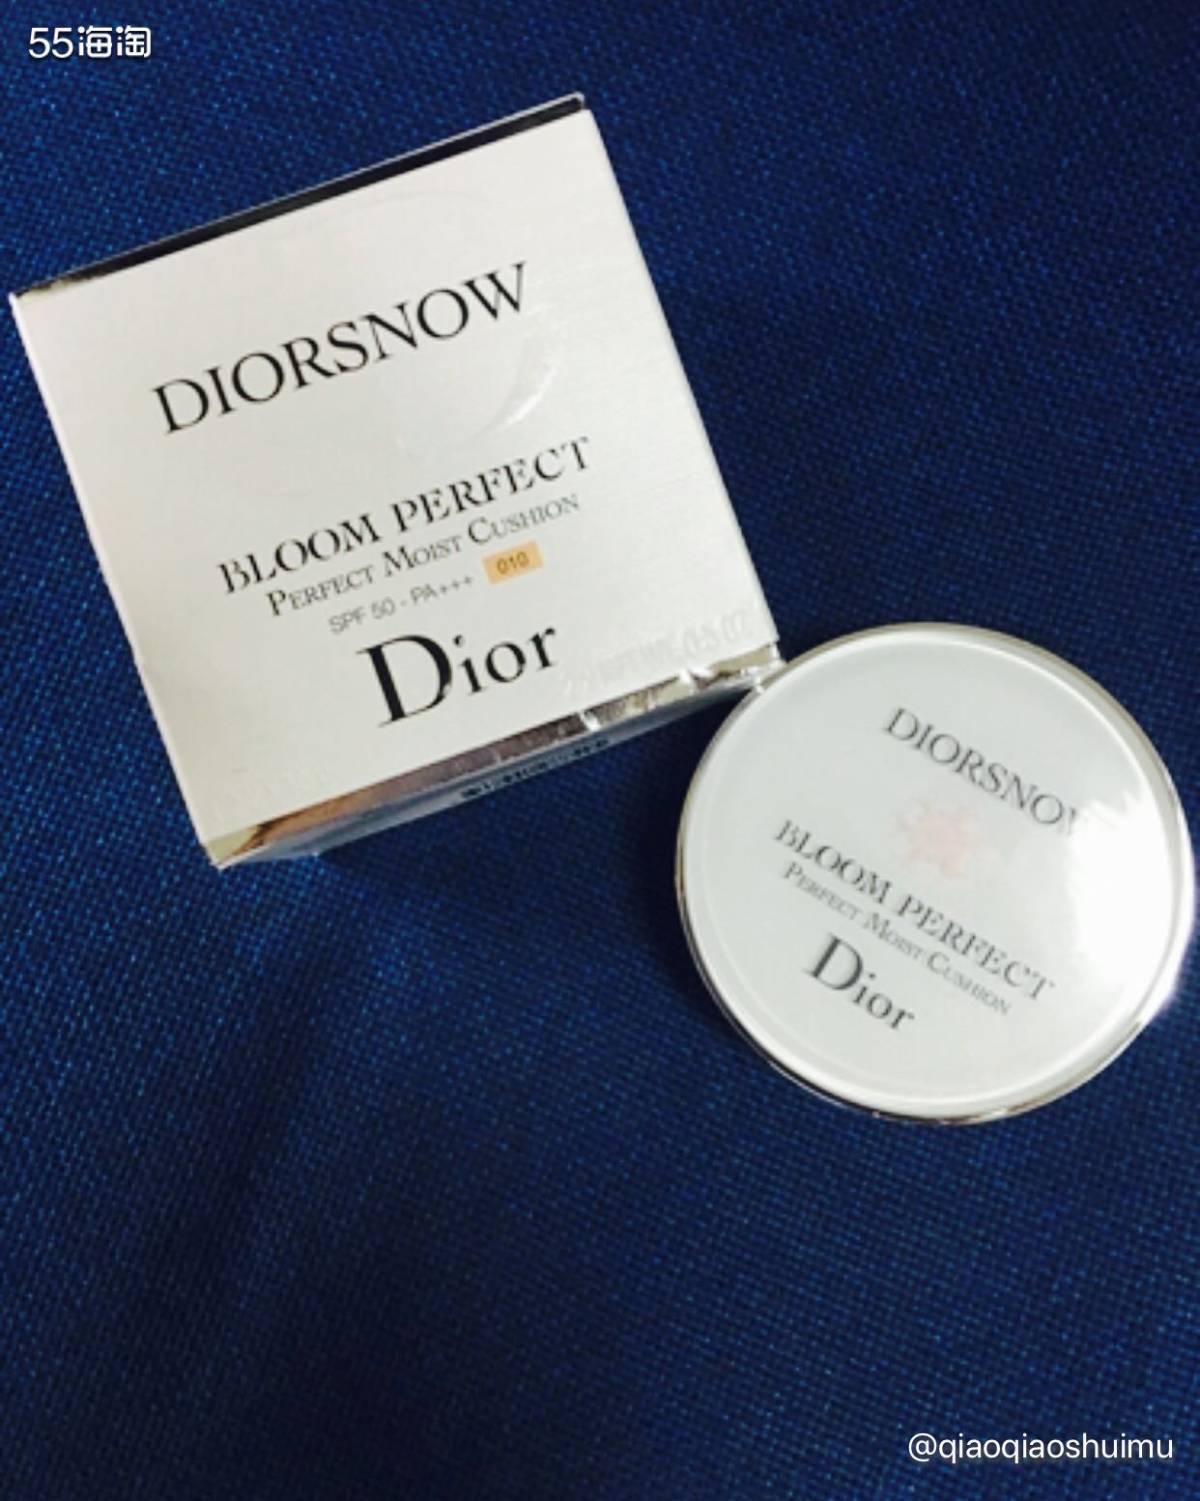 55海淘
DIORSNOW
BLOOM PERFECT
PERFECT MOIST CUSHION
SPF 50 - PA+++ 010
Dior
DIORSNOW
BLOOM PERFECT
PERFECT MOIST CUSHION
Dior
@qiaoqiaoshuimu